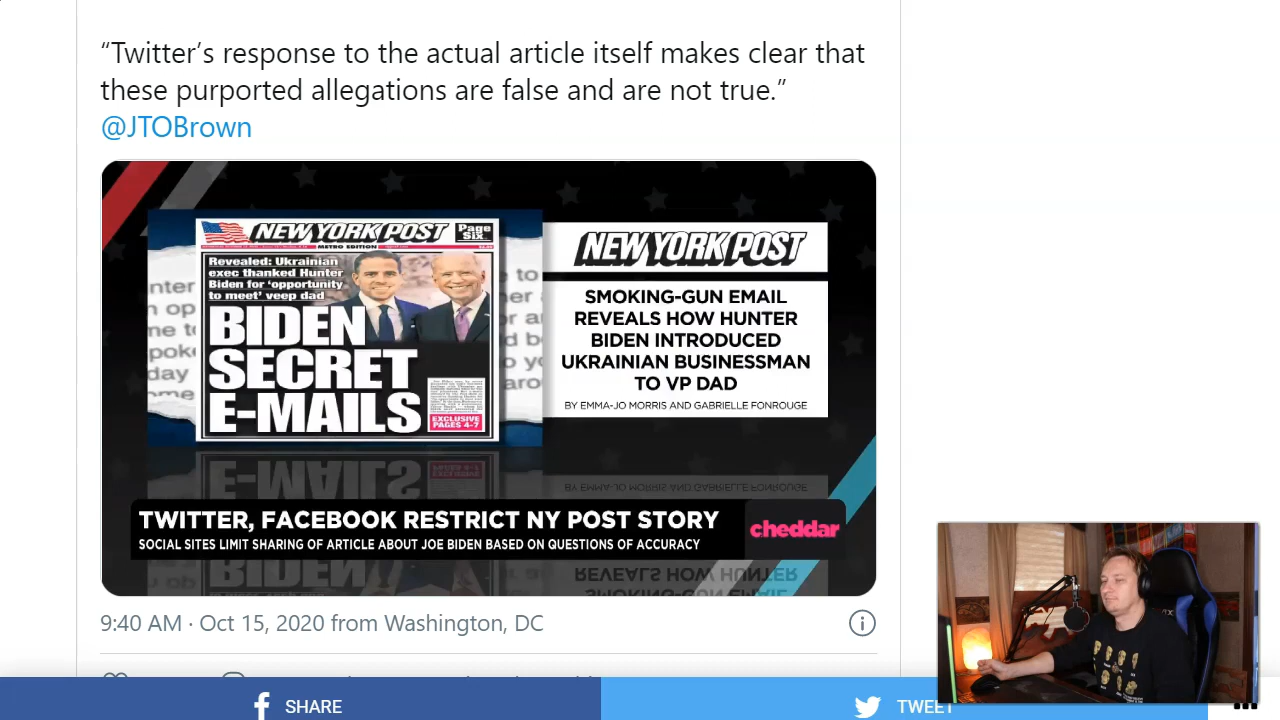 “Twitter’s response to the actual article itself makes clear that
these purported allegations are false and are not true.”
@JTOBrown
NEW YORK POST
Page
Six
METRO EDITION
Revealed: Ukrainian
exec thanked Hunter
Biden for ‘opportunity
to meet’ veep dad
BIDEN
SECRET
E-MAILS
EXCLUSIVE
PAGES 4-7
NEW YORK POST
SMOKING-GUN EMAIL
REVEALS HOW HUNTER
BIDEN INTRODUCED
UKRAINIAN BUSINESSMAN
TO VP DAD
BY EMMA-JO MORRIS AND GABRIELLE FONROUGE
TWITTER, FACEBOOK RESTRICT NY POST STORY
SOCIAL SITES LIMIT SHARING OF ARTICLE ABOUT JOE BIDEN BASED ON QUESTIONS OF ACCURACY
cheddar
9:40 AM · Oct 15, 2020 from Washington, DC
SHARE
TWEET